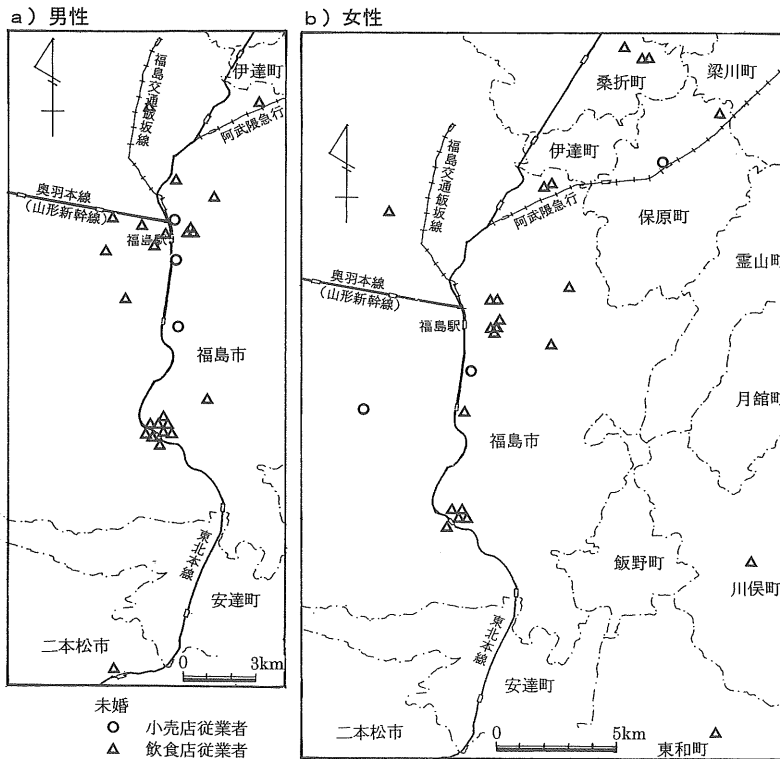 a）男性
伊達町
福島交通飯坂線
阿武隈急行
奥羽本線
（山形新幹線）
福島駅
福島市
東北本線
安達町
二本松市
0 3km
未婚
小売店従業者
飲食店従業者
b）女性
桑折町
梁川町
伊達町
福島交通飯坂線
阿武隈急行
保原町
霊山町
奥羽本線
（山形新幹線）
福島駅
月舘町
福島市
飯野町
川俣町
東北本線
安達町
二本松市
0 5km
東和町